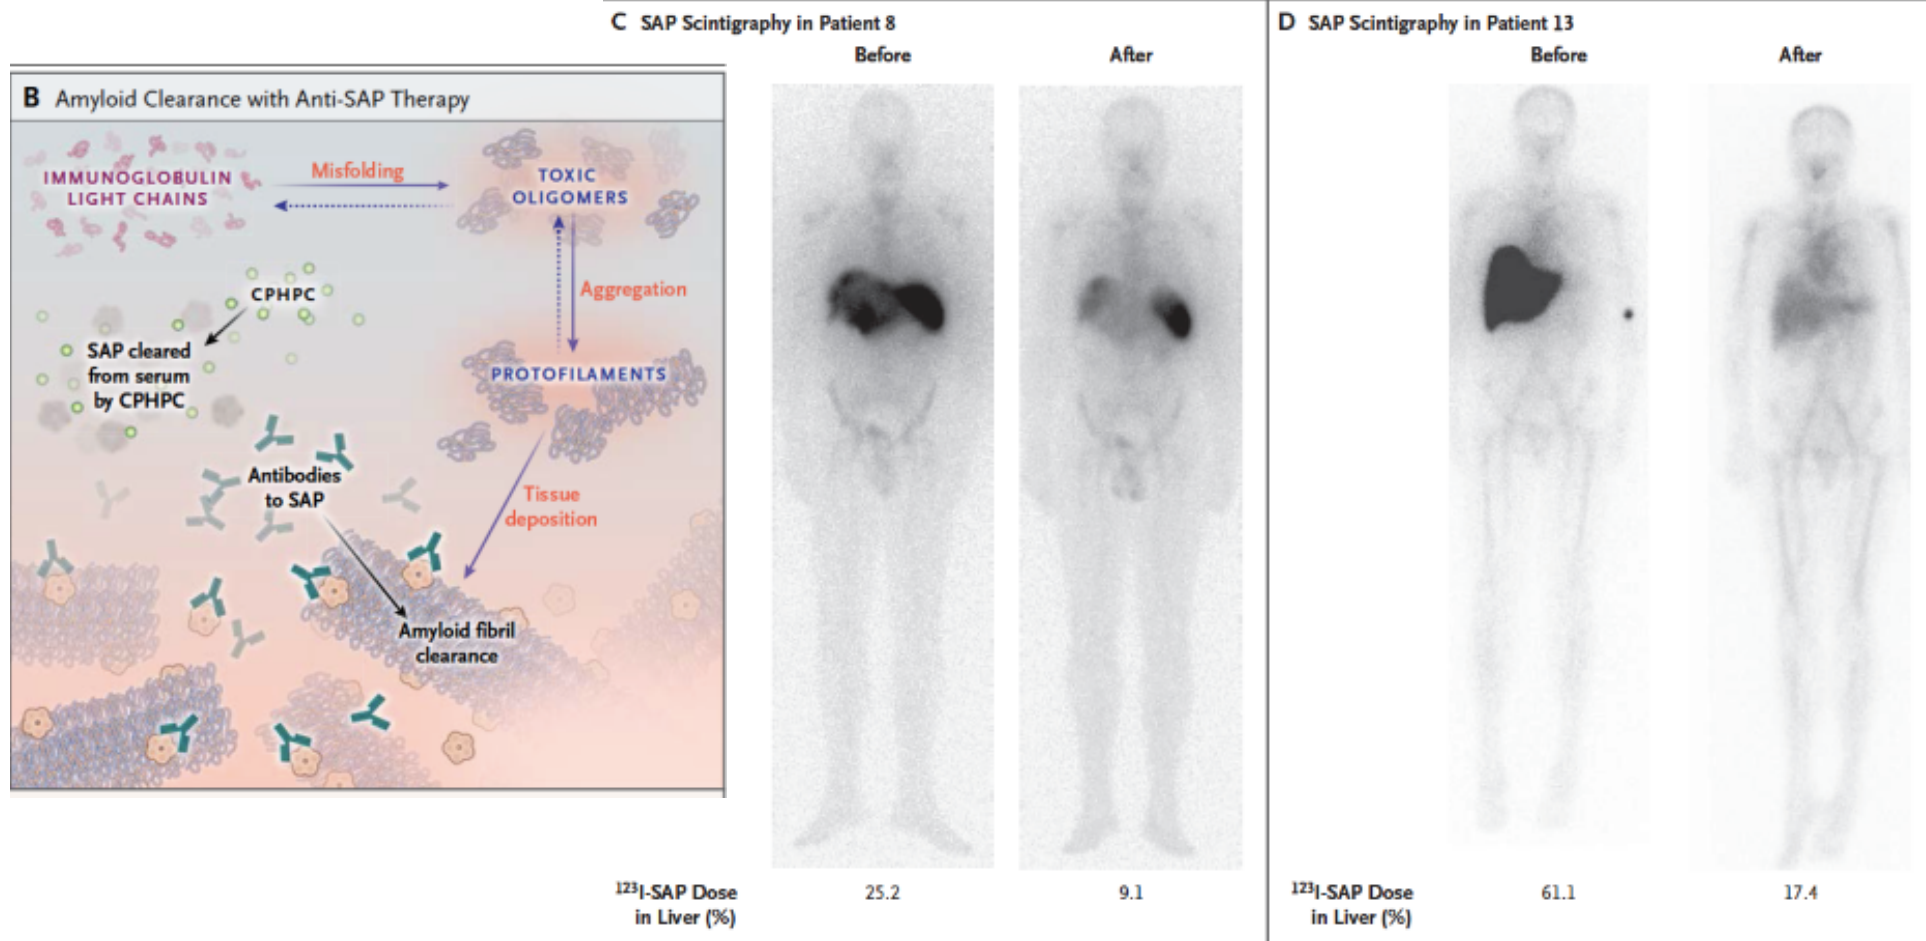 B Amyloid Clearance with Anti-SAP Therapy
IMMUNOGLOBULIN
LIGHT CHAINS
Misfolding
TOXIC
OLIGOMERS
CPHPC
Aggregation
SAP cleared
from serum
by CPHPC
PROTOFILAMENTS
Antibodies
to SAP
Tissue
deposition
Amyloid fibril
clearance
C SAP Scintigraphy in Patient 8
Before After
¹²³I-SAP Dose
in Liver (%)
25.2 9.1
D SAP Scintigraphy in Patient 13
Before After
¹²³I-SAP Dose
in Liver (%)
61.1 17.4